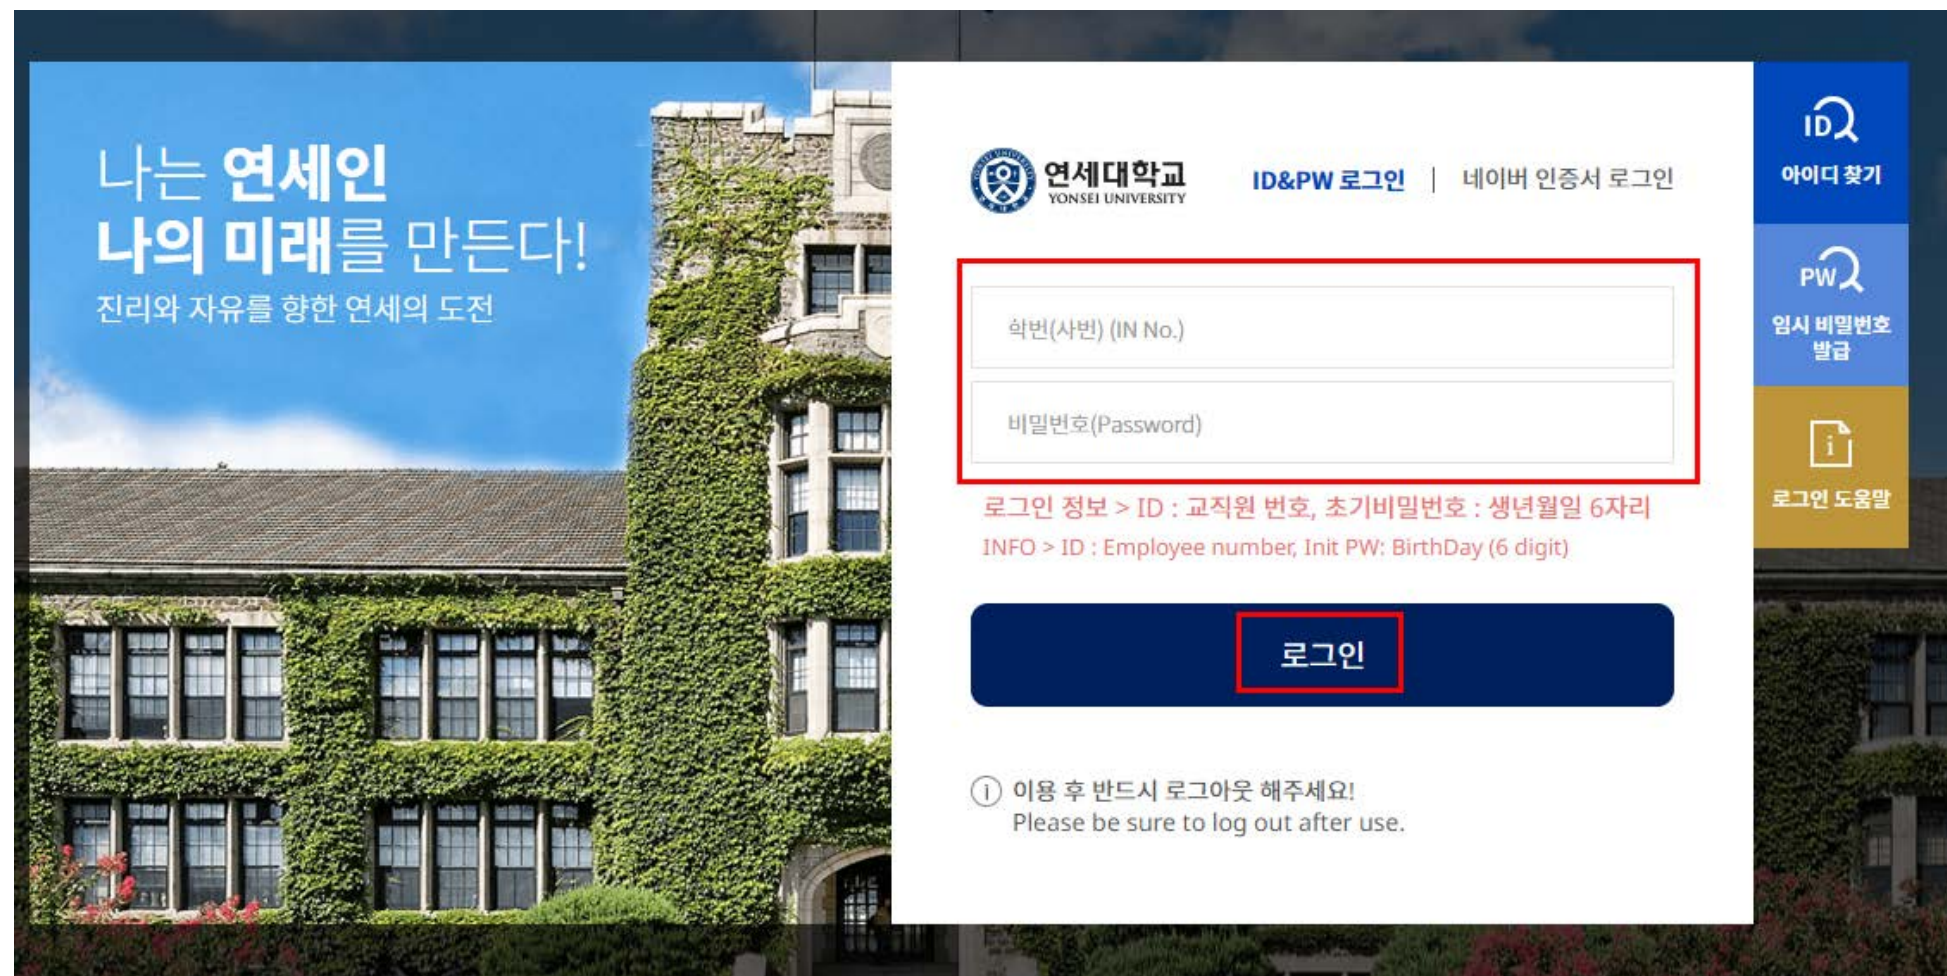 나는 연세인
나의 미래를 만든다!
진리와 자유를 향한 연세의 도전
연세대학교
YONSEI UNIVERSITY
ID&PW 로그인 | 네이버 인증서 로그인
학번(사번) (IN No.)
비밀번호(Password)
로그인 정보 > ID : 교직원 번호, 초기비밀번호 : 생년월일 6자리
INFO > ID : Employee number, Init PW: BirthDay (6 digit)
로그인
이용 후 반드시 로그아웃 해주세요!
Please be sure to log out after use.
ID
아이디 찾기
PW
임시 비밀번호
발급
로그인 도움말